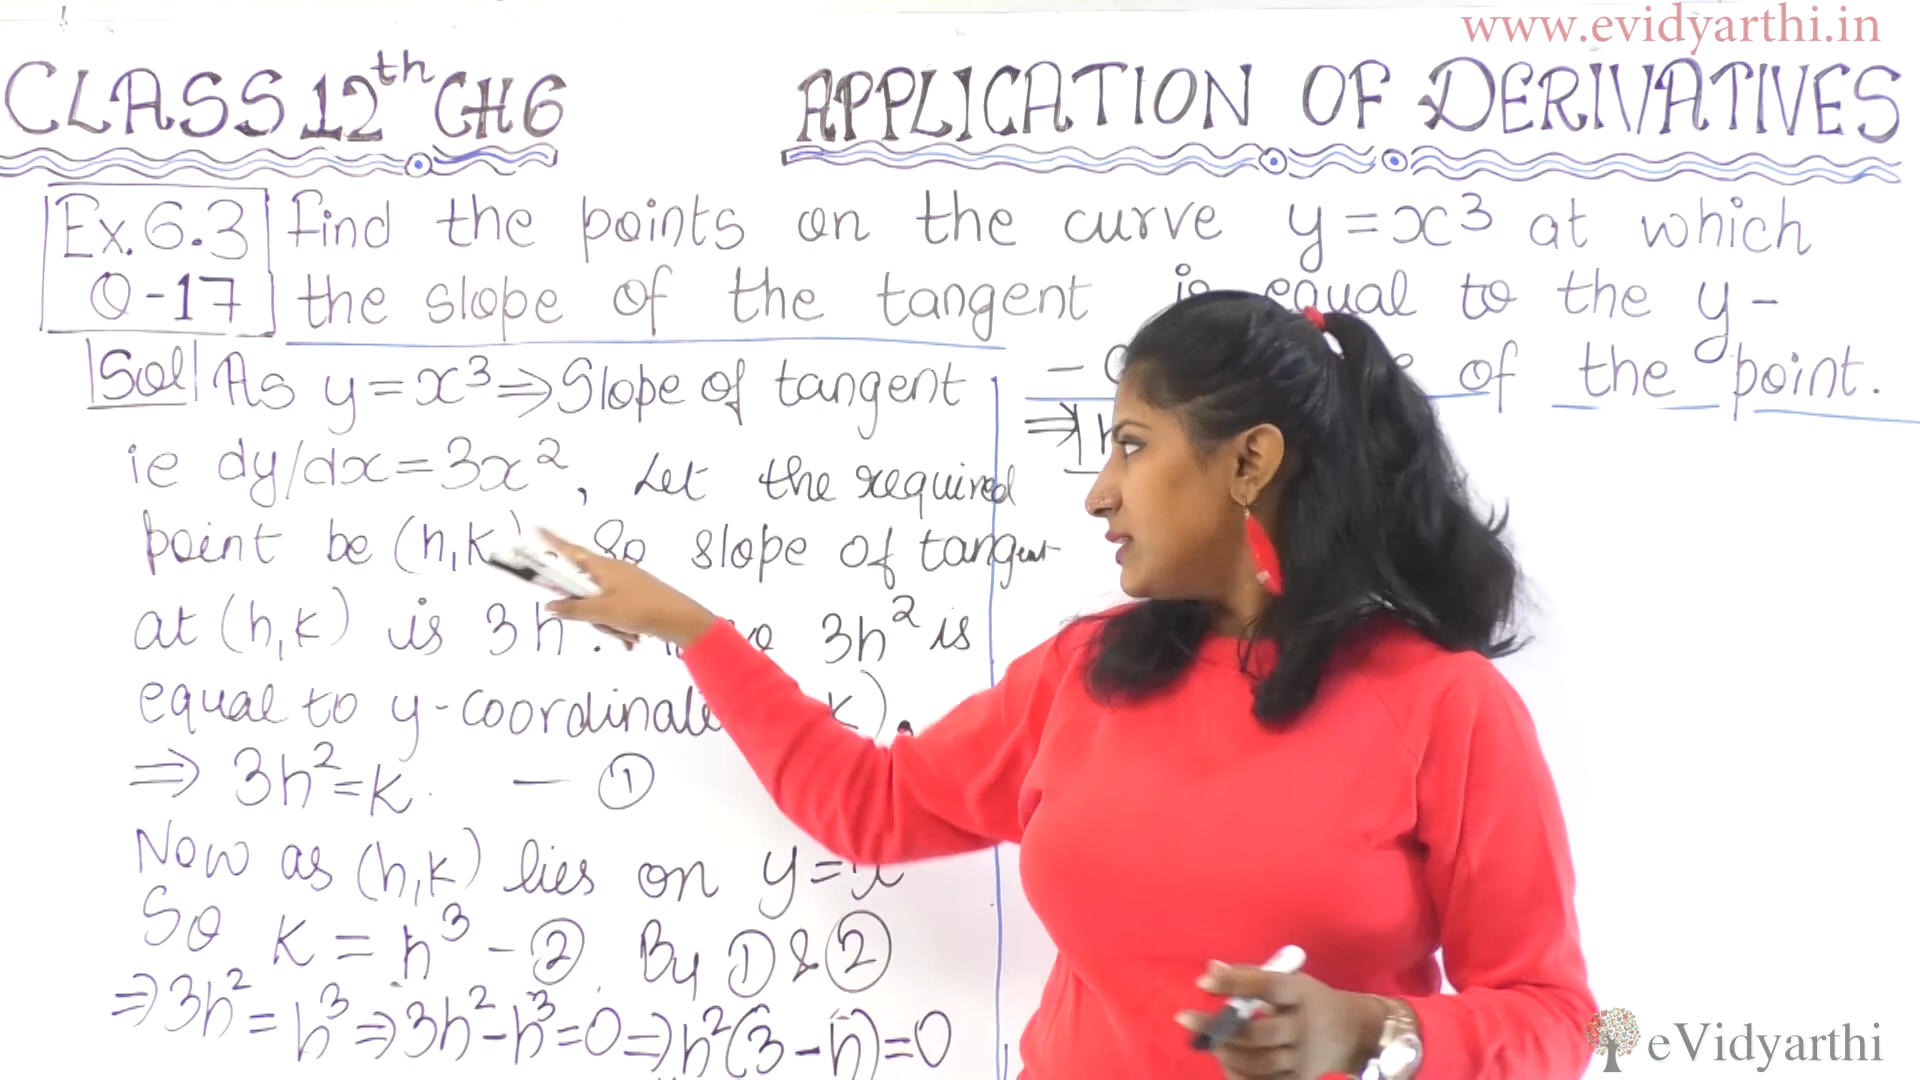 www.evidyarthi.in
CLASS 12th CH6 APPLICATION OF DERIVATIVES
Ex. 6.3 Find the points on the curve y = x³ at which
Q-17 the slope of the tangent is equal to the y-
- of the point.
Sol As y = x³ ⇒ Slope of tangent
ie dy/dx = 3x², Let the required
point be (h,k). So slope of tangent
at (h,k) is 3h 3h² is
equal to y-coordinate k).
⇒ 3h² = k. — ①
Now as (h,k) lies on y = x
So k = h³ - ② By ① & ②
⇒ 3h² = h³ ⇒ 3h² - h³ = 0 ⇒ h²(3 - h) = 0
⇒ h
eVidyarthi